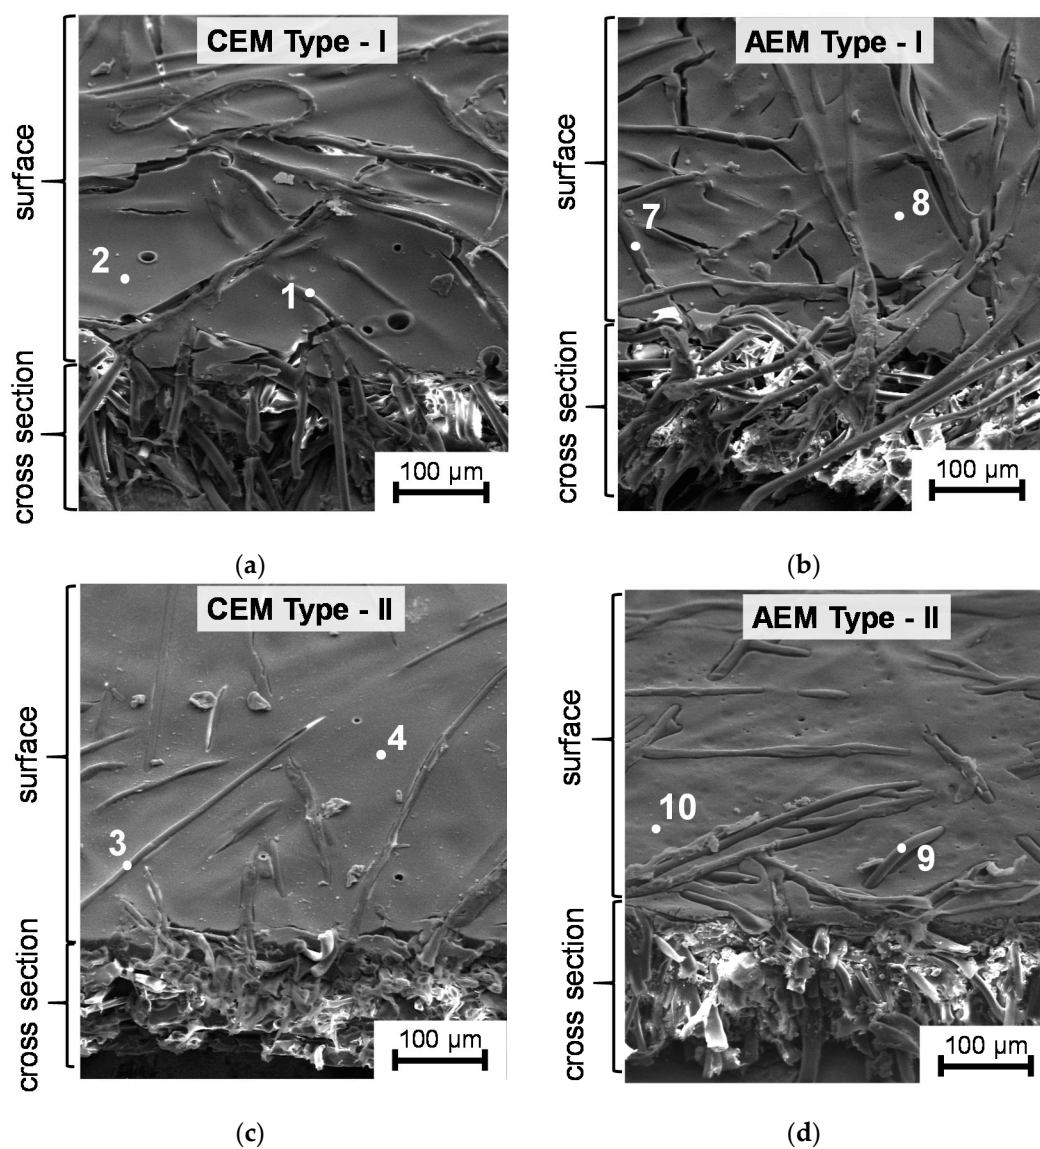 CEM Type - I
surface
2
1
cross section
100 µm
(a)
AEM Type - I
surface
7
8
cross section
100 µm
(b)
CEM Type - II
surface
4
3
cross section
100 µm
(c)
AEM Type - II
surface
10
9
cross section
100 µm
(d)